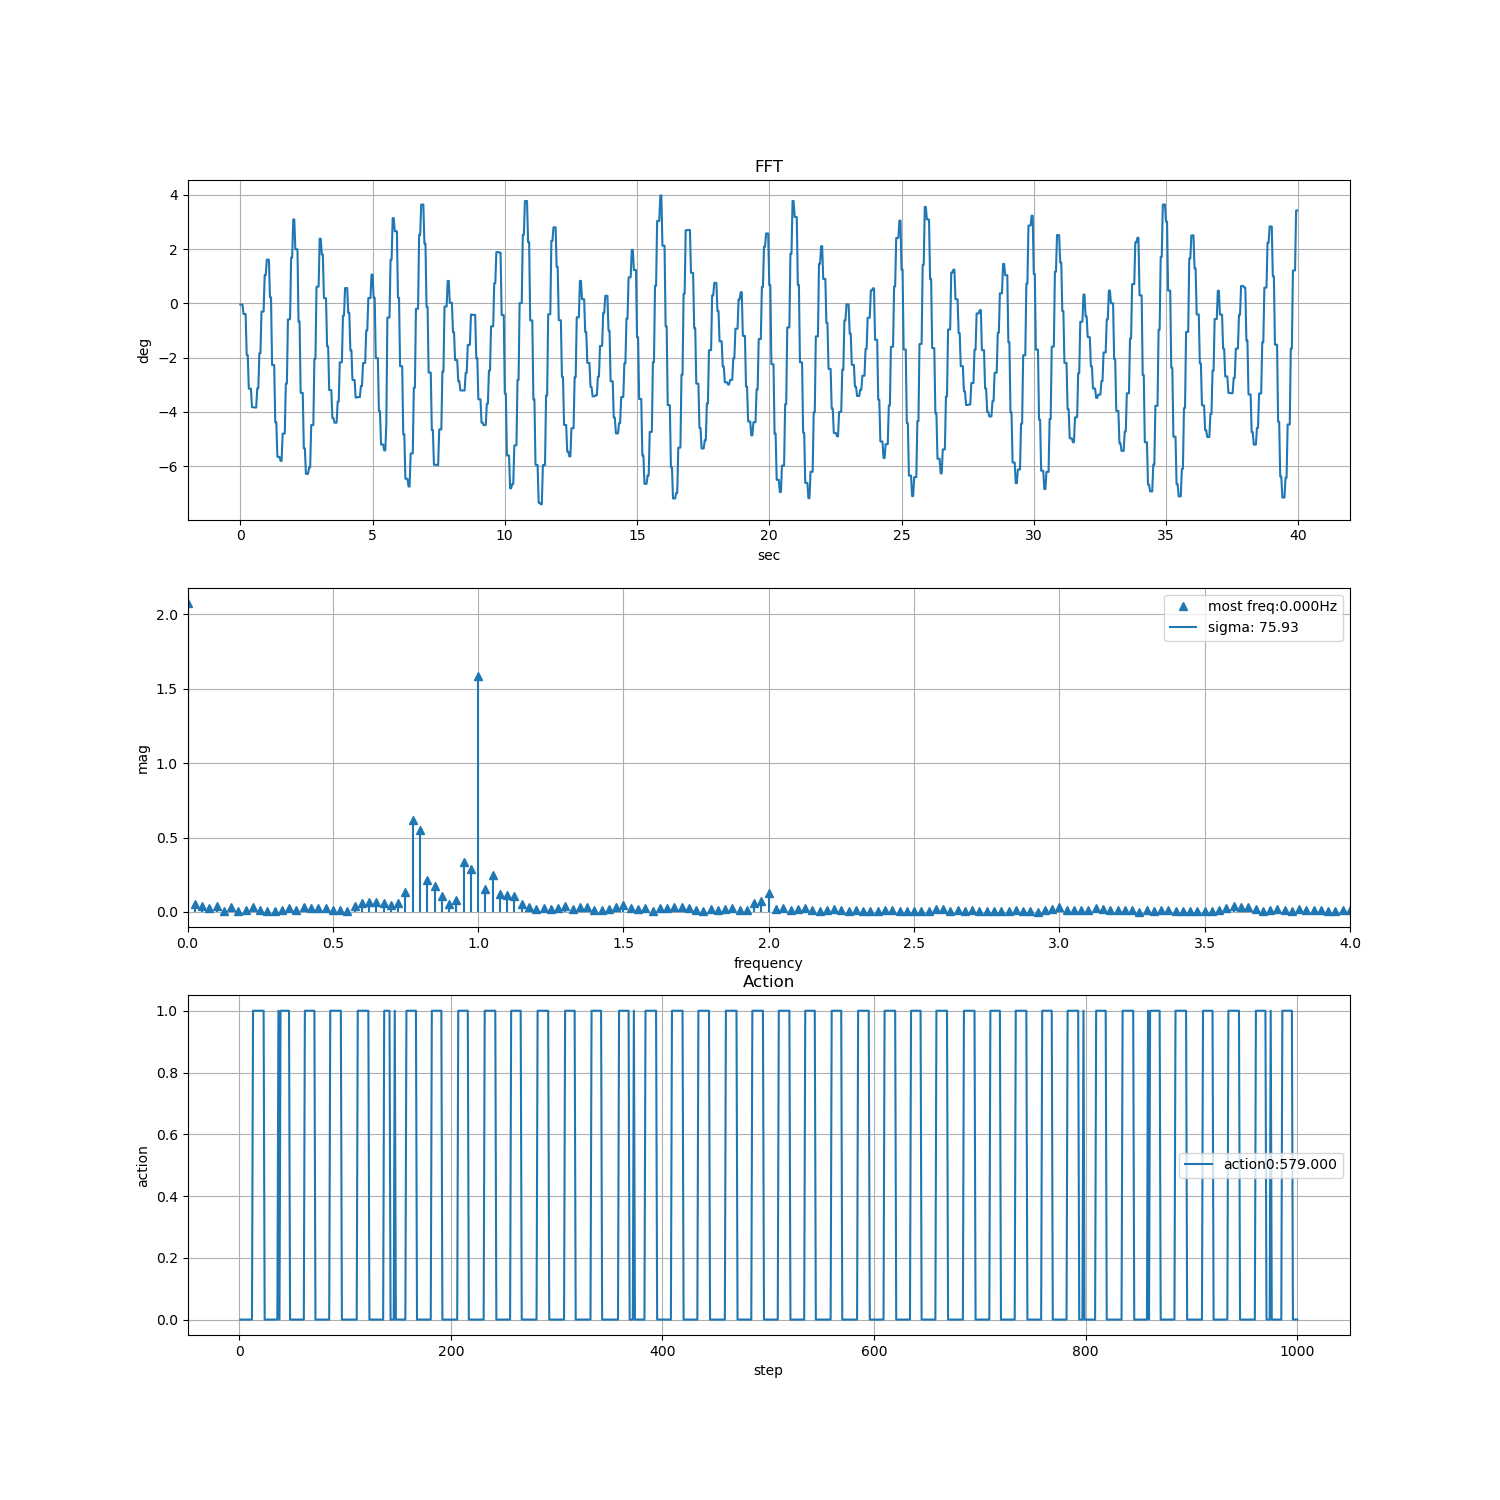 FFT
4
2
0
−2
−4
−6
deg
0 5 10 15 20 25 30 35 40
sec
2.0
1.5
1.0
0.5
0.0
mag
most freq:0.000Hz
sigma: 75.93
0.0 0.5 1.0 1.5 2.0 2.5 3.0 3.5 4.0
frequency
Action
1.0
0.8
0.6
0.4
0.2
0.0
action
action0:579.000
0 200 400 600 800 1000
step